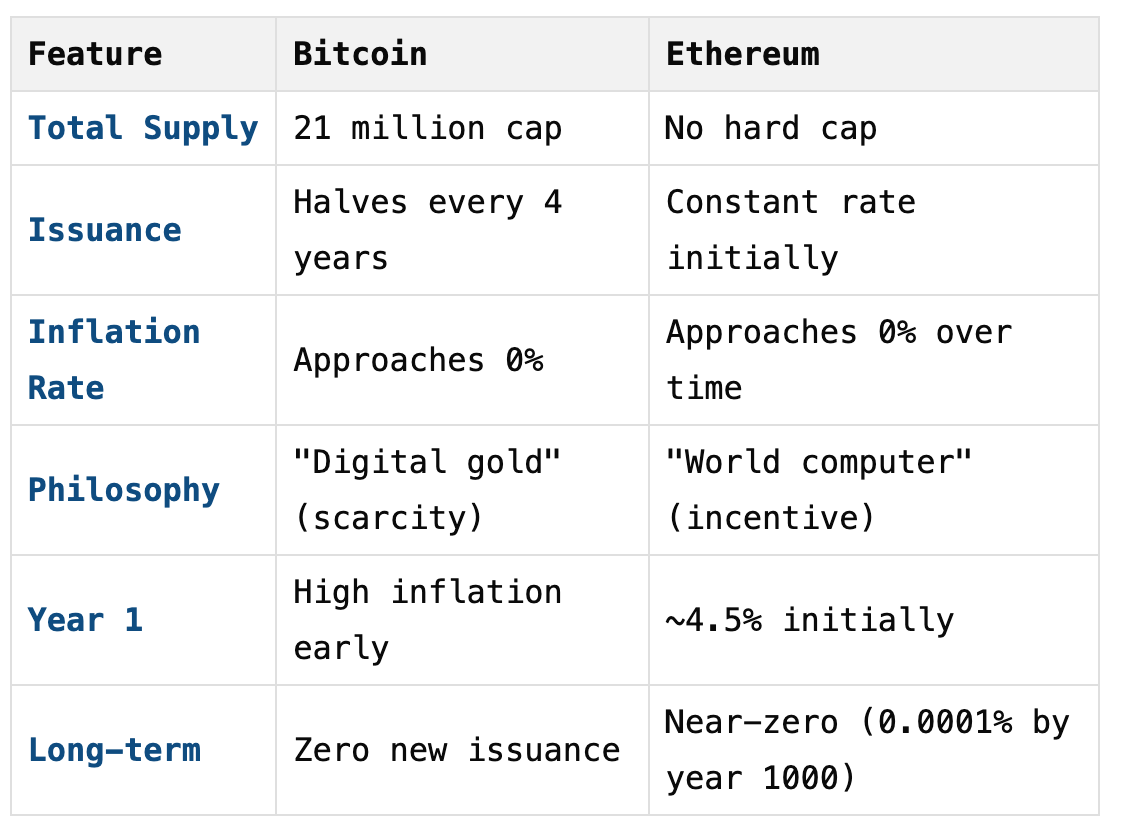 Feature Bitcoin Ethereum
Total Supply 21 million cap No hard cap
Issuance
Halves every 4
years
Constant rate
initially
Inflation
Rate
Approaches 0%
Approaches 0% over
time
Philosophy
"Digital gold"
(scarcity)
"World computer"
(incentive)
Year 1
High inflation
early
~4.5% initially
Long–term
Zero new issuance
Near–zero (0.0001% by
year 1000)